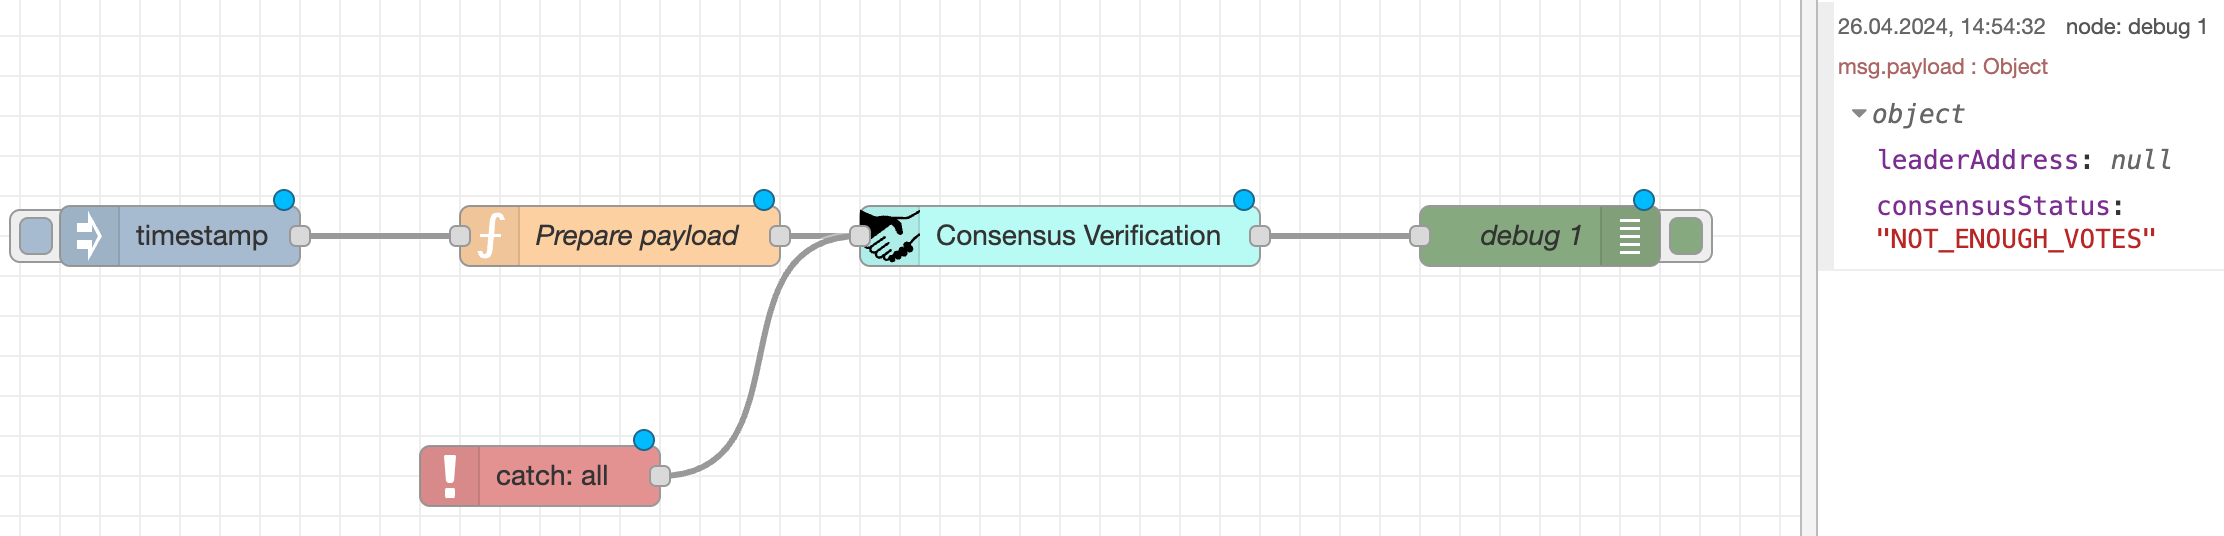 timestamp
Prepare payload
Consensus Verification
debug 1
catch: all
26.04.2024, 14:54:32 node: debug 1
msg.payload : Object
object
leaderAddress: null
consensusStatus:
"NOT_ENOUGH_VOTES"